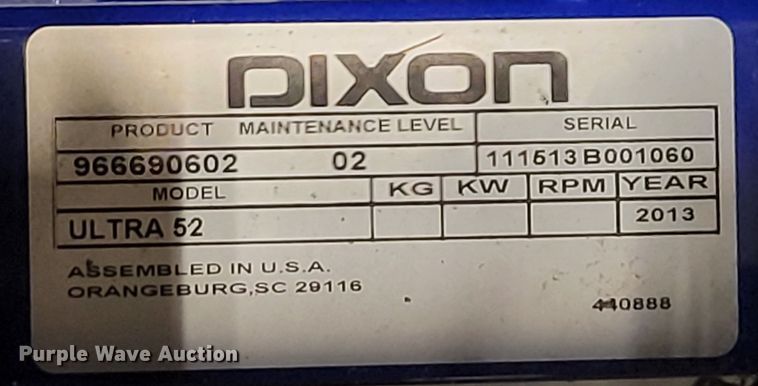 DIXON
PRODUCT MAINTENANCE LEVEL SERIAL
966690602 02 111513B001060
MODEL KG KW RPM YEAR
ULTRA 52 2013
ASSEMBLED IN U.S.A.
ORANGEBURG,SC 29116
440888
Purple Wave Auction